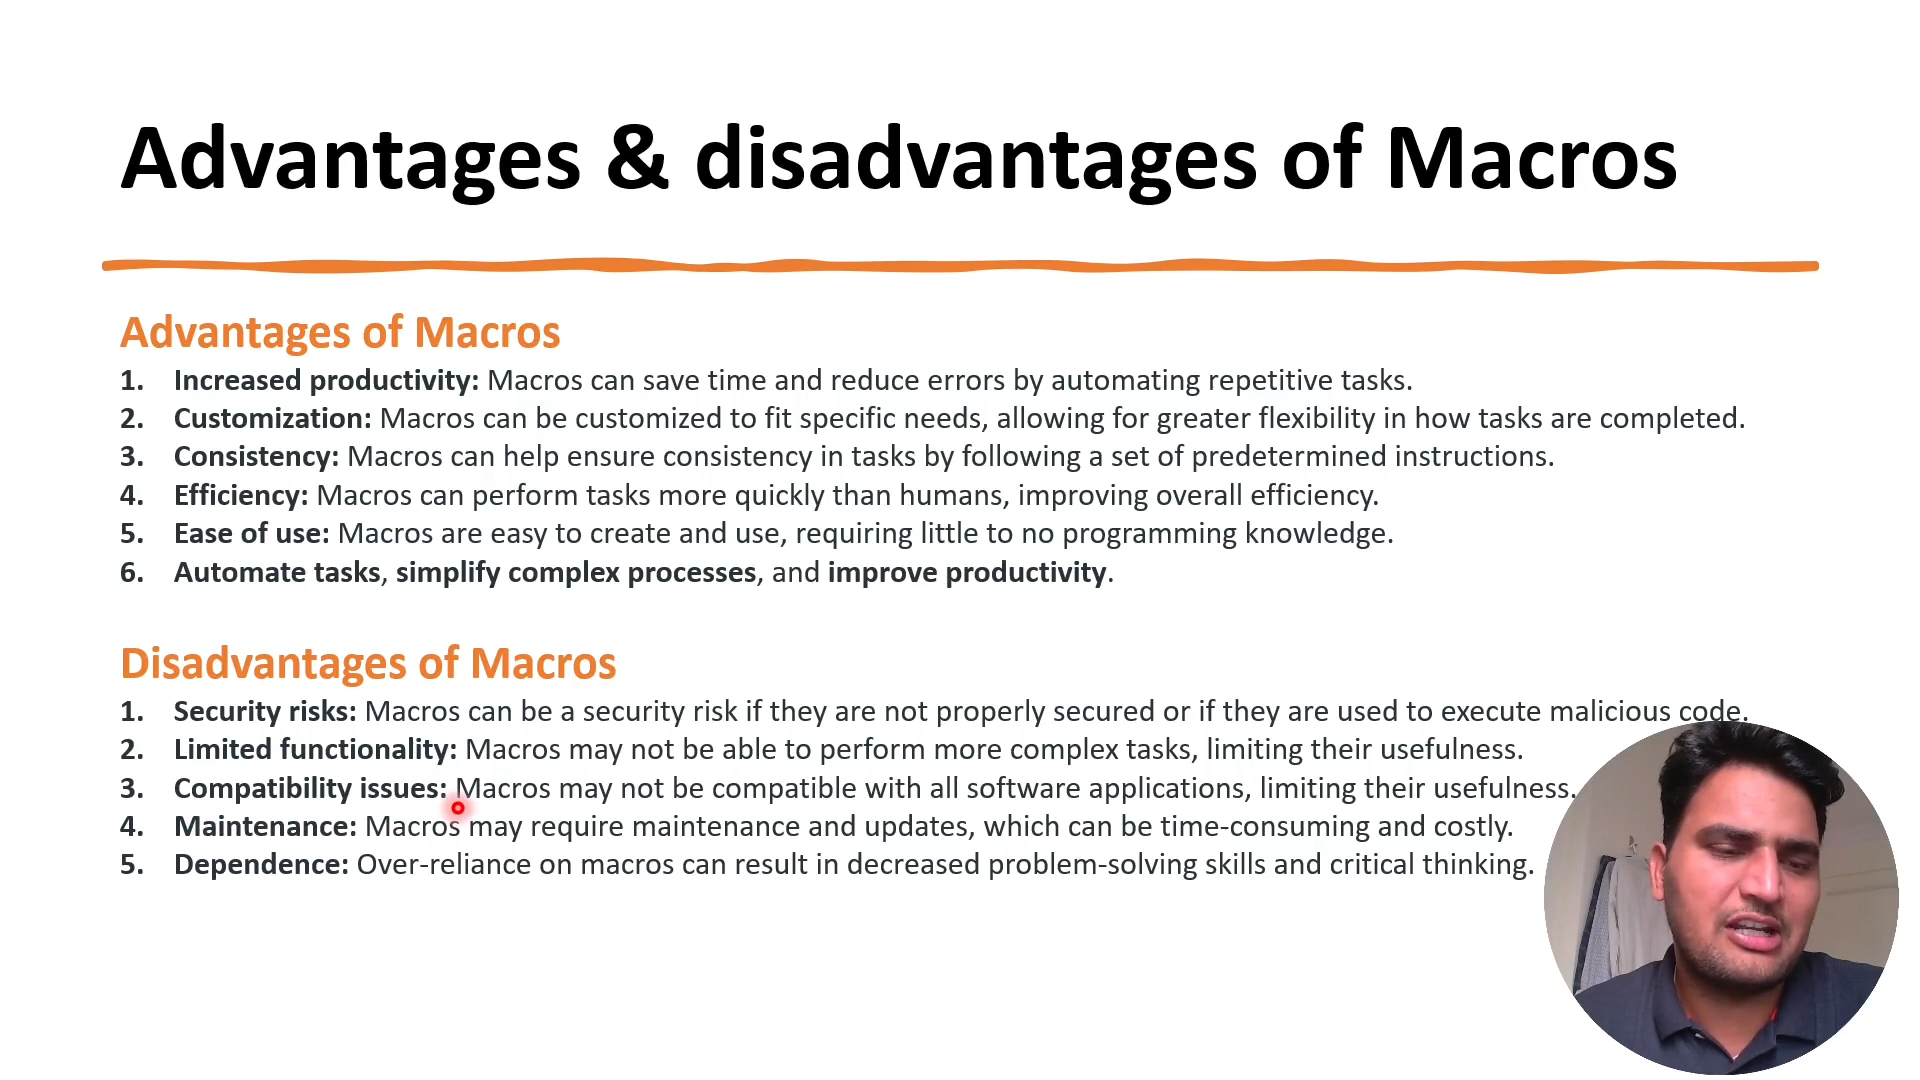 Advantages & disadvantages of Macros
Advantages of Macros
1. Increased productivity: Macros can save time and reduce errors by automating repetitive tasks.
2. Customization: Macros can be customized to fit specific needs, allowing for greater flexibility in how tasks are completed.
3. Consistency: Macros can help ensure consistency in tasks by following a set of predetermined instructions.
4. Efficiency: Macros can perform tasks more quickly than humans, improving overall efficiency.
5. Ease of use: Macros are easy to create and use, requiring little to no programming knowledge.
6. Automate tasks, simplify complex processes, and improve productivity.
Disadvantages of Macros
1. Security risks: Macros can be a security risk if they are not properly secured or if they are used to execute malicious code.
2. Limited functionality: Macros may not be able to perform more complex tasks, limiting their usefulness.
3. Compatibility issues: Macros may not be compatible with all software applications, limiting their usefulness.
4. Maintenance: Macros may require maintenance and updates, which can be time-consuming and costly.
5. Dependence: Over-reliance on macros can result in decreased problem-solving skills and critical thinking.